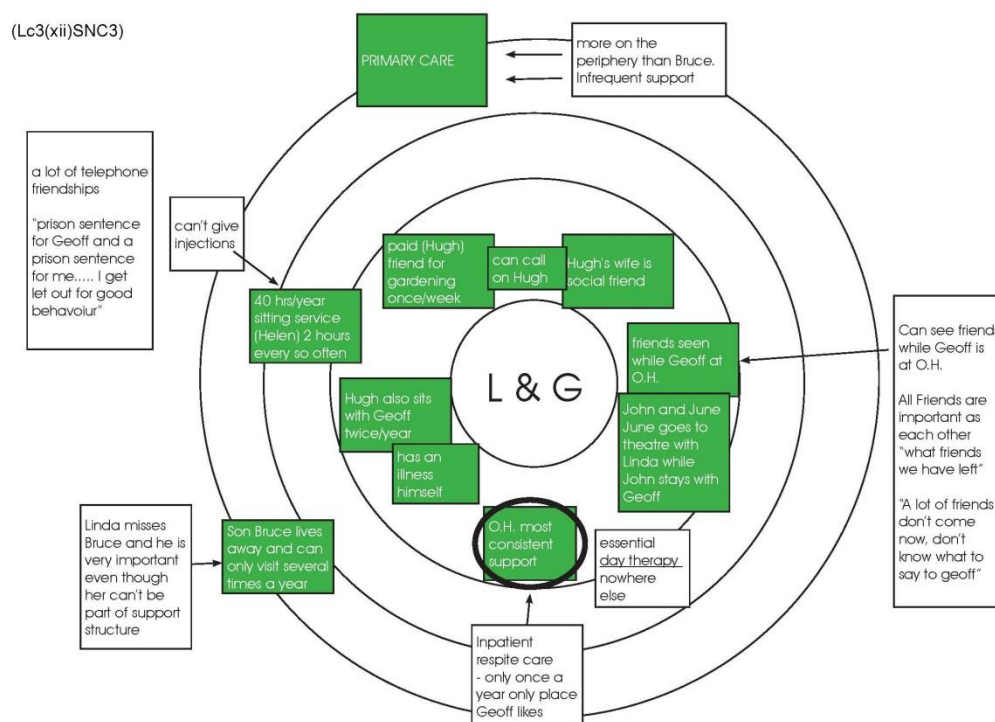 (Lc3(xii)SNC3)
PRIMARY CARE
more on the
periphery than Bruce.
Infrequent support
a lot of telephone
friendships
“prison sentence
for Geoff and a
prison sentence
for me..... I get
let out for good
behavour”
can't give
injections
40 hrs/year
sitting service
(Helen) 2 hours
every so often
paid (Hugh)
friend for
gardening
once/week
can call
on Hugh
Hugh's wife is
social friend
friends seen
while Geoff at
O.H.
Can see friends
while Geoff is
at O.H.
All Friends are
important as
each other
“what friends
we have left”
“A lot of friends
don't come
now, don't
know what to
say to geoff”
L & G
Hugh also sits
with Geoff
twice/year
has an
illness
himself
John and June
June goes to
theatre with
Linda while
John stays with
Geoff
O.H. most
consistent
support
essential
day therapy
nowhere
else
Son Bruce lives
away and can
only visit several
times a year
Linda misses
Bruce and he is
very important
even though
her can't be
part of support
structure
Inpatient
respite care
- only once a
year only place
Geoff likes